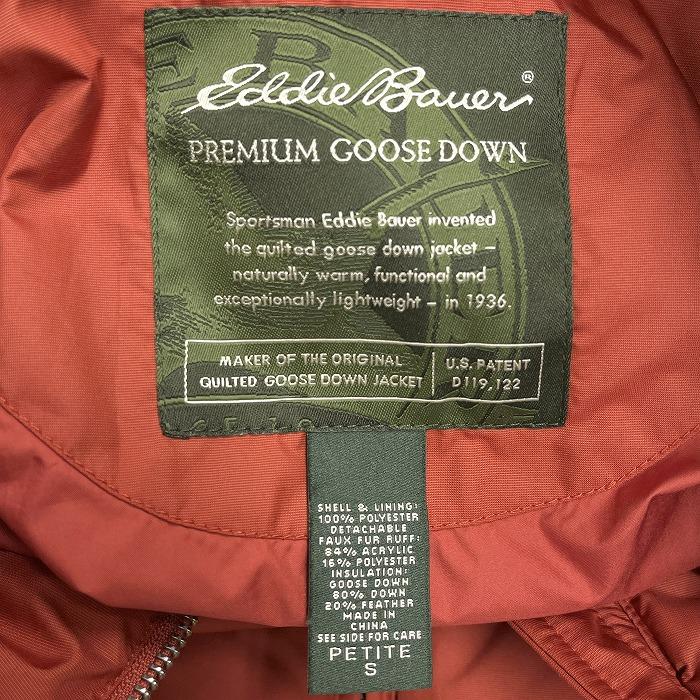 Eddie Bauer®
PREMIUM GOOSE DOWN
Sportsman Eddie Bauer invented
the quilted goose down jacket –
naturally warm, functional and
exceptionally lightweight – in 1936.
MAKER OF THE ORIGINAL
QUILTED GOOSE DOWN JACKET
U.S. PATENT
D119,122
SHELL & LINING:
100% POLYESTER
DETACHABLE
FAUX FUR RUFF:
84% ACRYLIC
16% POLYESTER
INSULATION:
GOOSE DOWN
80% DOWN
20% FEATHER
MADE IN
CHINA
SEE SIDE FOR CARE
PETITE
S